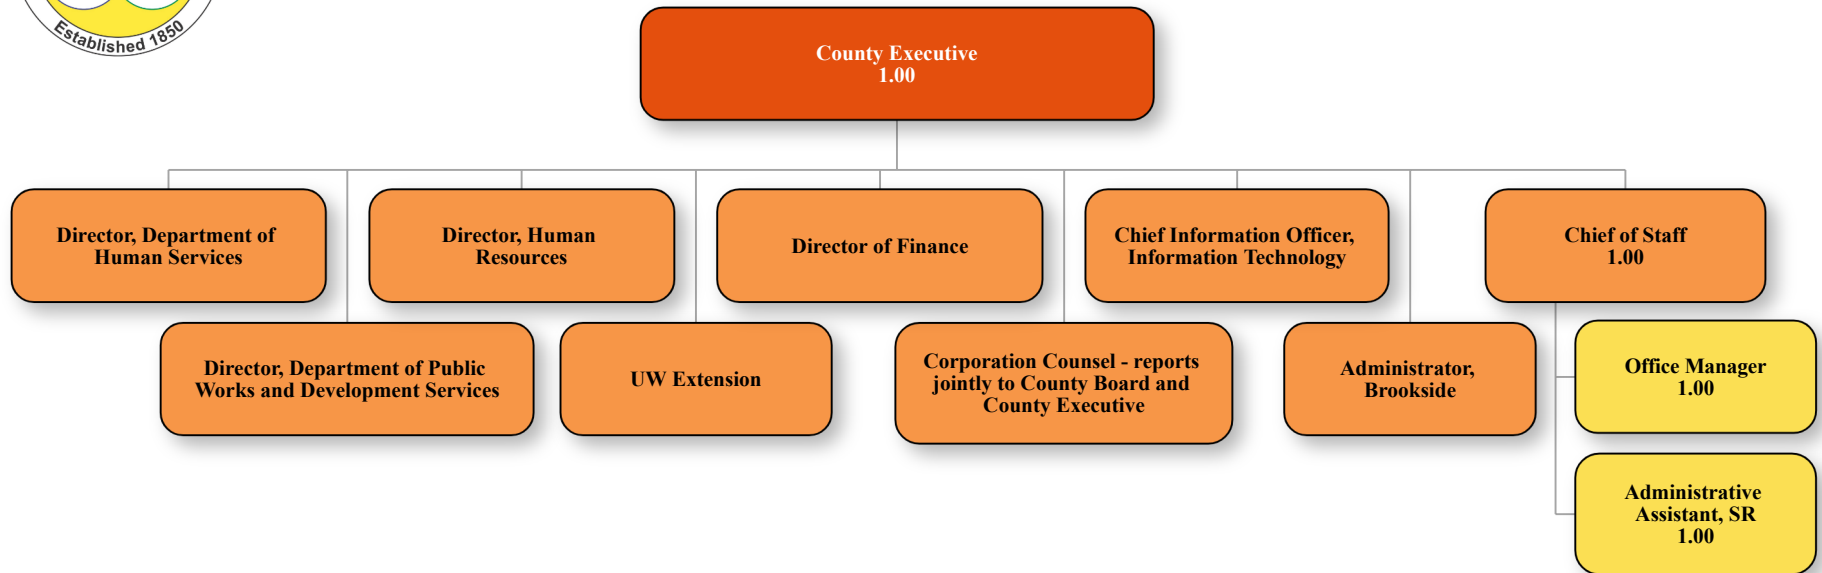 Established 1850
County Executive
1.00
Director, Department of
Human Services
Director, Human
Resources
Director of Finance
Chief Information Officer,
Information Technology
Chief of Staff
1.00
Director, Department of Public
Works and Development Services
UW Extension
Corporation Counsel - reports
jointly to County Board and
County Executive
Administrator,
Brookside
Office Manager
1.00
Administrative
Assistant, SR
1.00